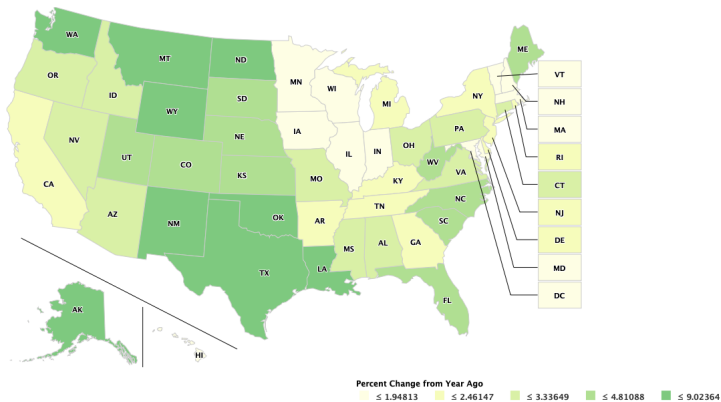 WA
MT
ND
MN
OR
ID
WY
SD
WI
MI
NY
ME
VT
NH
MA
RI
CT
NJ
DE
MD
DC
NV
UT
CO
NE
IA
IL
IN
OH
PA
CA
AZ
NM
KS
MO
KY
WV
VA
OK
AR
TN
NC
SC
TX
LA
MS
AL
GA
FL
AK
HI
Percent Change from Year Ago
≤ 1.94813 ≤ 2.46147 ≤ 3.33649 ≤ 4.81088 ≤ 9.02364